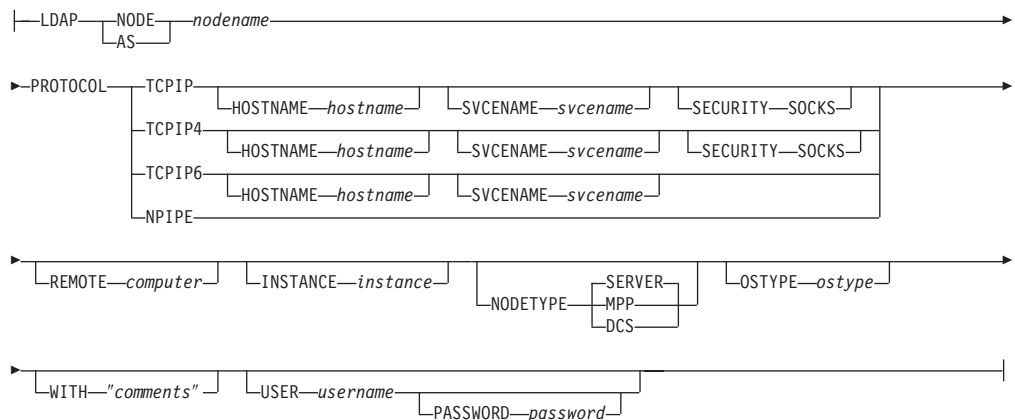 LDAP NODE nodename
AS
PROTOCOL TCPIP
HOSTNAME hostname SVCENAME svcename SECURITY SOCKS
TCPIP4
HOSTNAME hostname SVCENAME svcename SECURITY SOCKS
TCPIP6
HOSTNAME hostname SVCENAME svcename
NPIPE
REMOTE computer INSTANCE instance SERVER OSTYPE ostype
NODETYPE MPP
DCS
WITH "comments" USER username
PASSWORD password